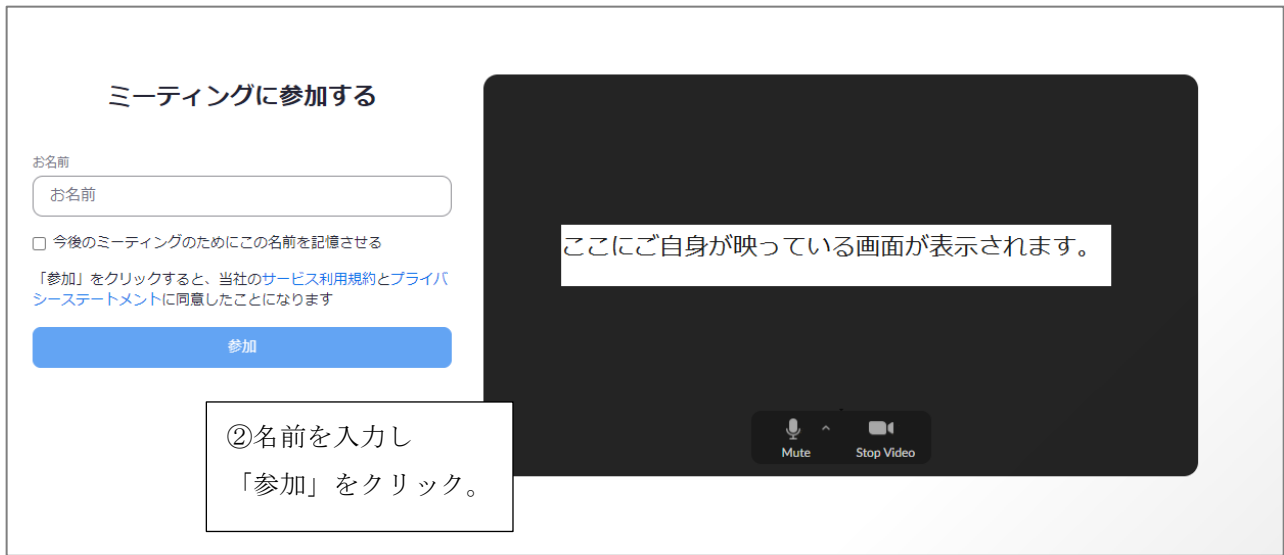 ミーティングに参加する
お名前
お名前
今後のミーティングのためにこの名前を記憶させる
「参加」をクリックすると、当社のサービス利用規約とプライバ
シーステートメントに同意したことになります
参加
②名前を入力し
「参加」をクリック。
ここにご自身が映っている画面が表示されます。
Mute
Stop Video